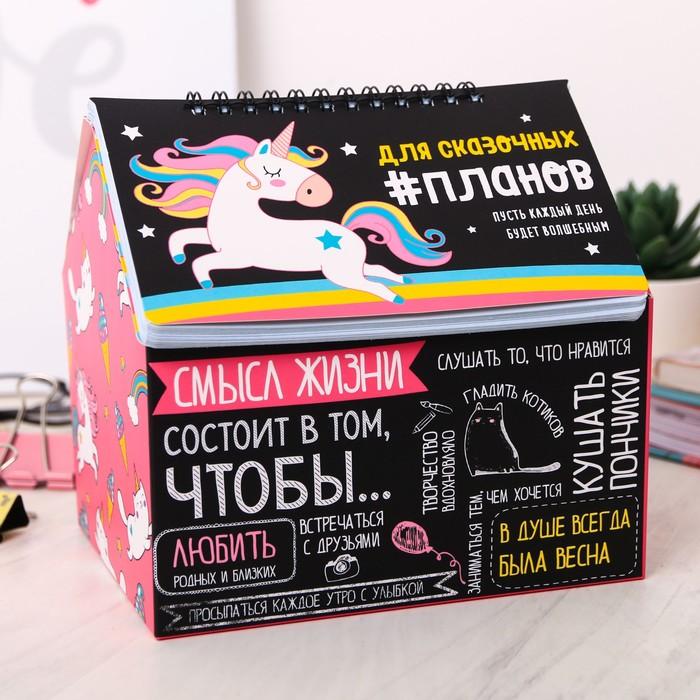 ДЛЯ СКАЗОЧНЫХ
#ПЛАНОВ
ПУСТЬ КАЖДЫЙ ДЕНЬ
БУДЕТ ВОЛШЕБНЫМ
СМЫСЛ ЖИЗНИ
СОСТОИТ В ТОМ,
ЧТОБЫ...
ЛЮБИТЬ
РОДНЫХ И БЛИЗКИХ
ВСТРЕЧАТЬСЯ
С ДРУЗЬЯМИ
ПРОСЫПАТЬСЯ КАЖДОЕ УТРО С УЛЫБКОЙ
СЛУШАТЬ ТО, ЧТО НРАВИТСЯ
ТВОРЧЕСТВО
ВДОХНОВЛЯЛО
ГЛАДИТЬ КОТИКОВ
КУШАТЬ
ПОНЧИКИ
ЗАНИМАТЬСЯ ТЕМ,
ЧЕМ ХОЧЕТСЯ
В ДУШЕ ВСЕГДА
БЫЛА ВЕСНА